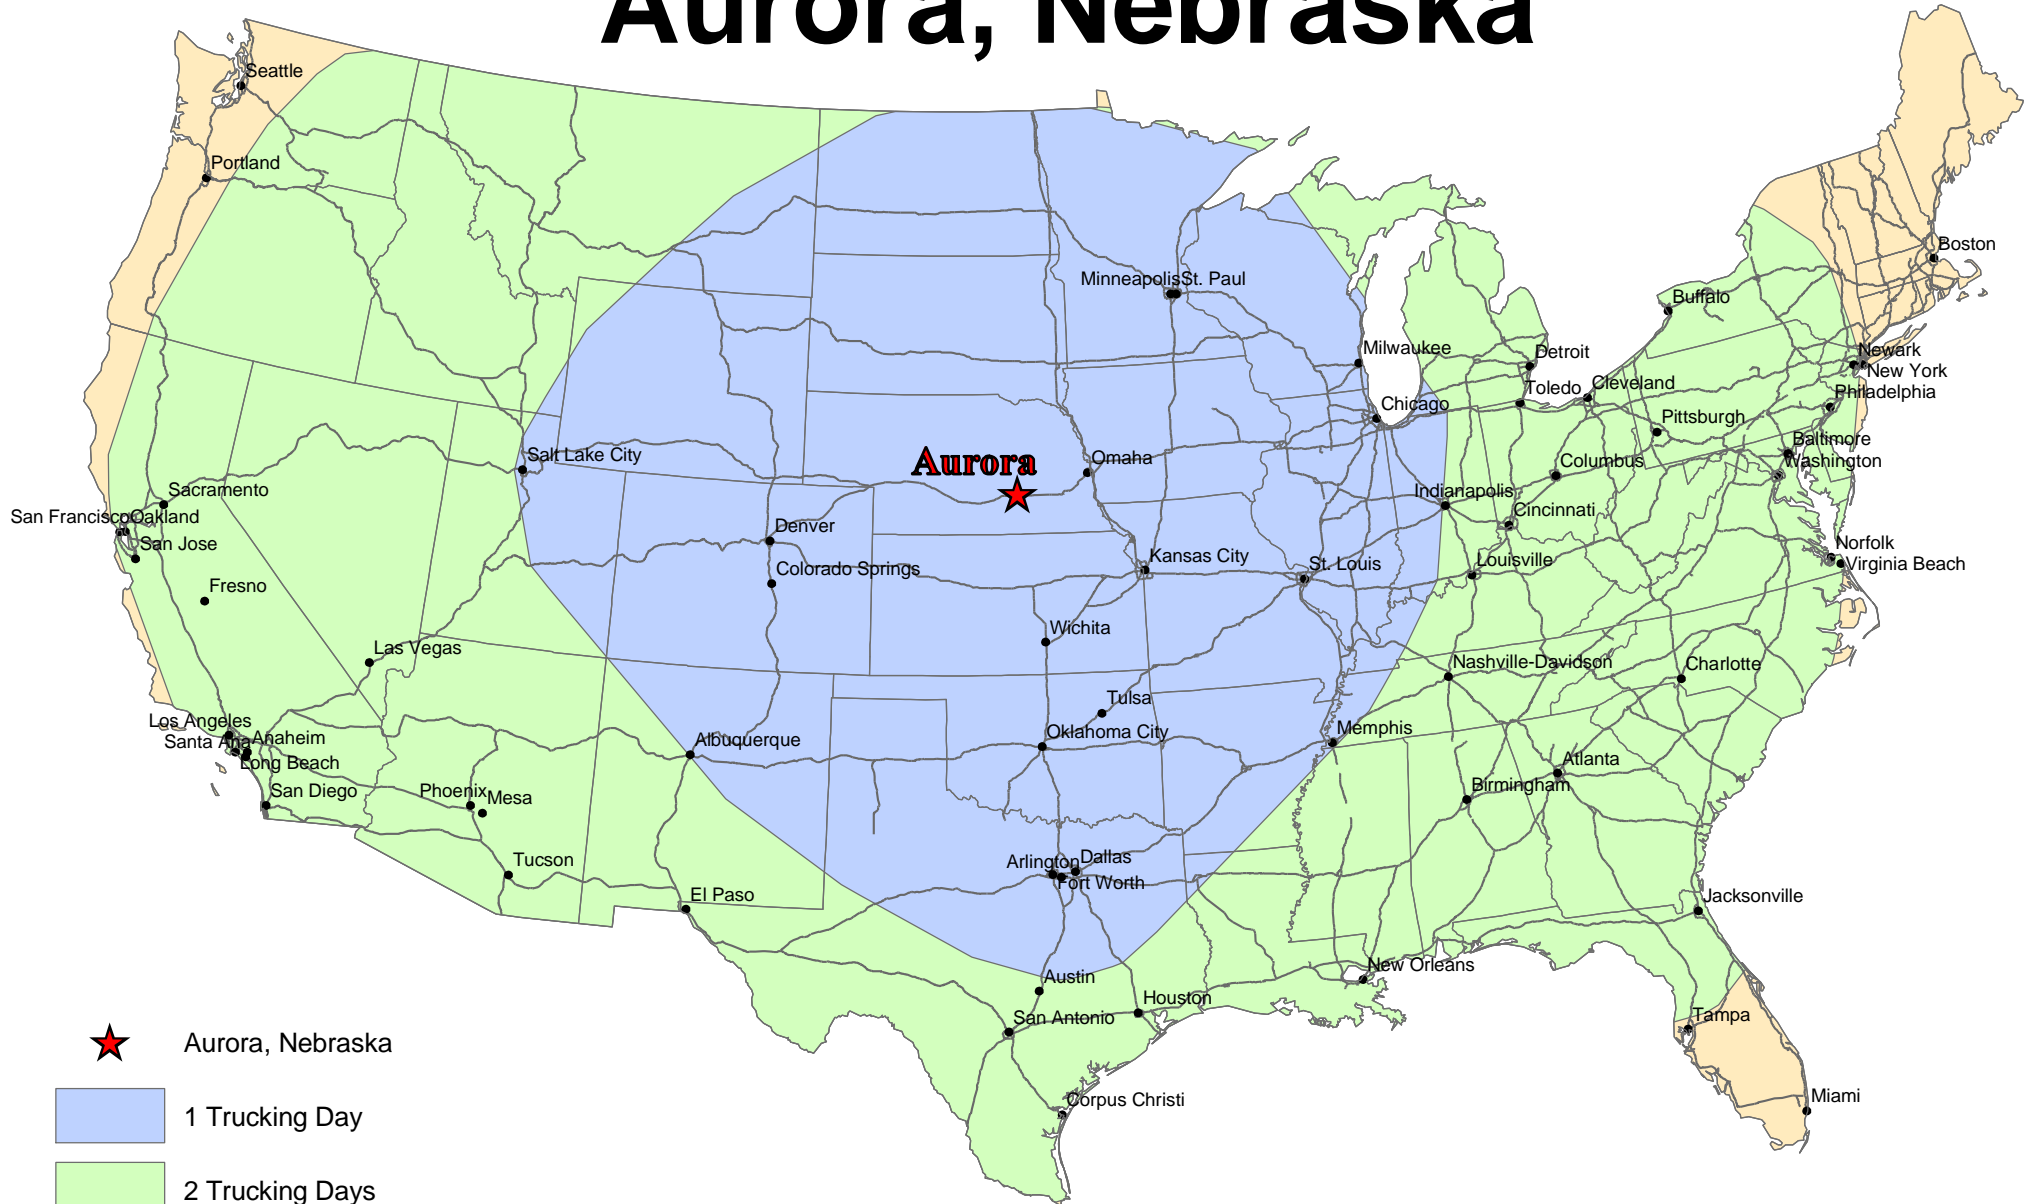 Aurora, Nebraska
Seattle
Portland
Boston
MinneapolisSt. Paul
Buffalo
Milwaukee
Detroit
Newark
New York
Toledo
Cleveland
Philadelphia
Chicago
Pittsburgh
Baltimore
Washington
Salt Lake City
Aurora
Omaha
Columbus
Sacramento
Indianapolis
Cincinnati
San FranciscoOakland
San Jose
Denver
Norfolk
Virginia Beach
Kansas City
St. Louis
Louisville
Colorado Springs
Fresno
Wichita
Las Vegas
Nashville-Davidson
Charlotte
Tulsa
Los Angeles
Santa Ana
Anaheim
Long Beach
Albuquerque
Oklahoma City
Memphis
Atlanta
San Diego
Phoenix
Mesa
Birmingham
Tucson
Arlington
Dallas
Fort Worth
El Paso
Jacksonville
Austin
New Orleans
San Antonio
Houston
Tampa
Corpus Christi
Miami
Aurora, Nebraska
1 Trucking Day
2 Trucking Days